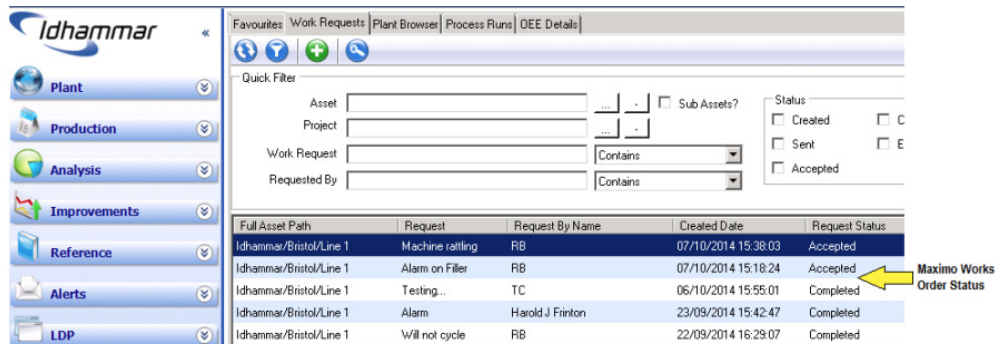 Idhammar «
Favourites Work Requests Plant Browser Process Runs OEE Details
Plant
Production
Analysis
Improvements
Reference
Alerts
LDP
Quick Filter
Asset ... . Sub Assets?
Project ... .
Work Request Contains
Requested By Contains
Status
Created C
Sent E
Accepted
Full Asset Path Request Request By Name Created Date Request Status
Idhammar/Bristol/Line 1 Machine rattling RB 07/10/2014 15:38:03 Accepted
Idhammar/Bristol/Line 1 Alarm on Filler RB 07/10/2014 15:18:24 Accepted
Idhammar/Bristol/Line 1 Testing... TC 06/10/2014 15:55:01 Completed
Idhammar/Bristol/Line 1 Alarm Harold J Frinton 23/09/2014 15:42:47 Completed
Idhammar/Bristol/Line 1 Will not cycle RB 22/09/2014 16:29:07 Completed
Maximo Works
Order Status